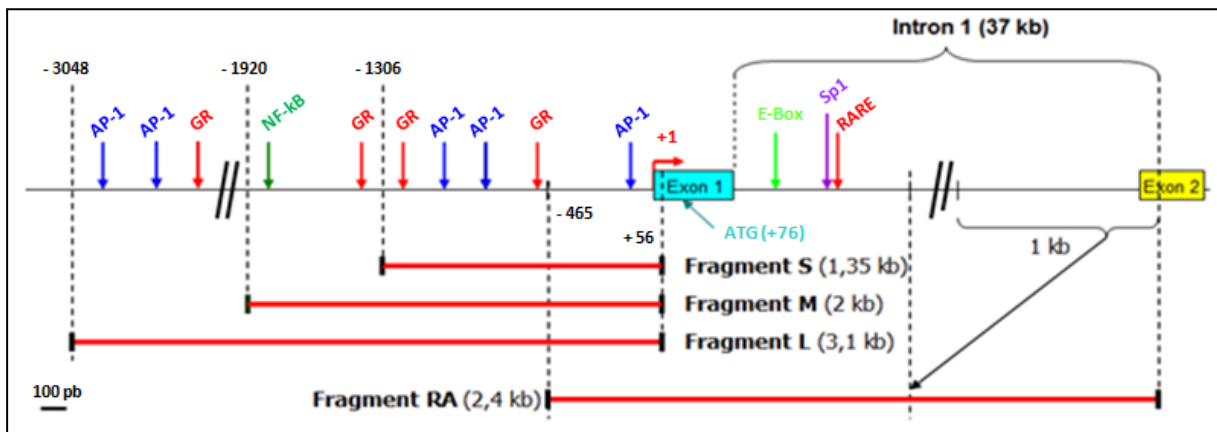 Intron 1 (37 kb)
- 3048
- 1920
- 1306
AP-1
AP-1
GR
NF-kB
GR
GR
AP-1
AP-1
GR
AP-1
+1
E-Box
Sp1
RARE
Exon 1
Exon 2
- 465
+ 56
ATG (+76)
1 kb
Fragment S (1,35 kb)
Fragment M (2 kb)
Fragment L (3,1 kb)
100 pb
Fragment RA (2,4 kb)